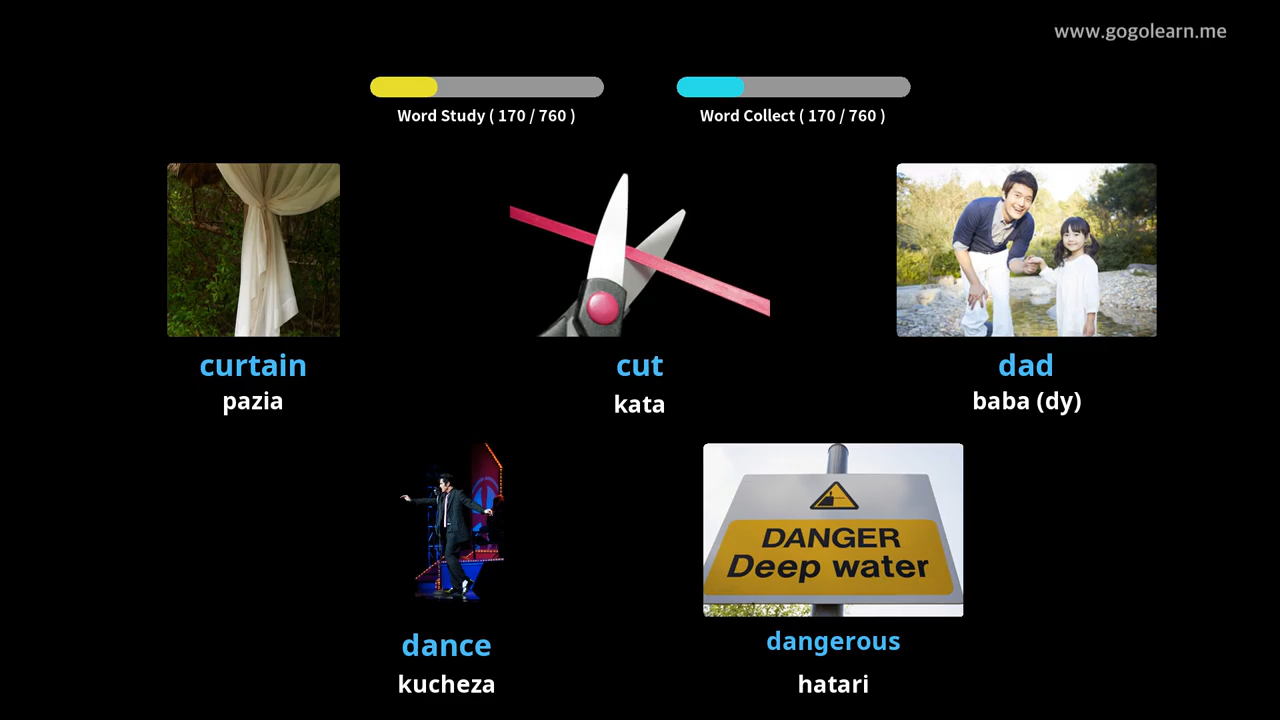 www.gogolearn.me
Word Study ( 170 / 760 )
Word Collect ( 170 / 760 )
curtain
pazia
cut
kata
dad
baba (dy)
DANGER
Deep water
dance
kucheza
dangerous
hatari